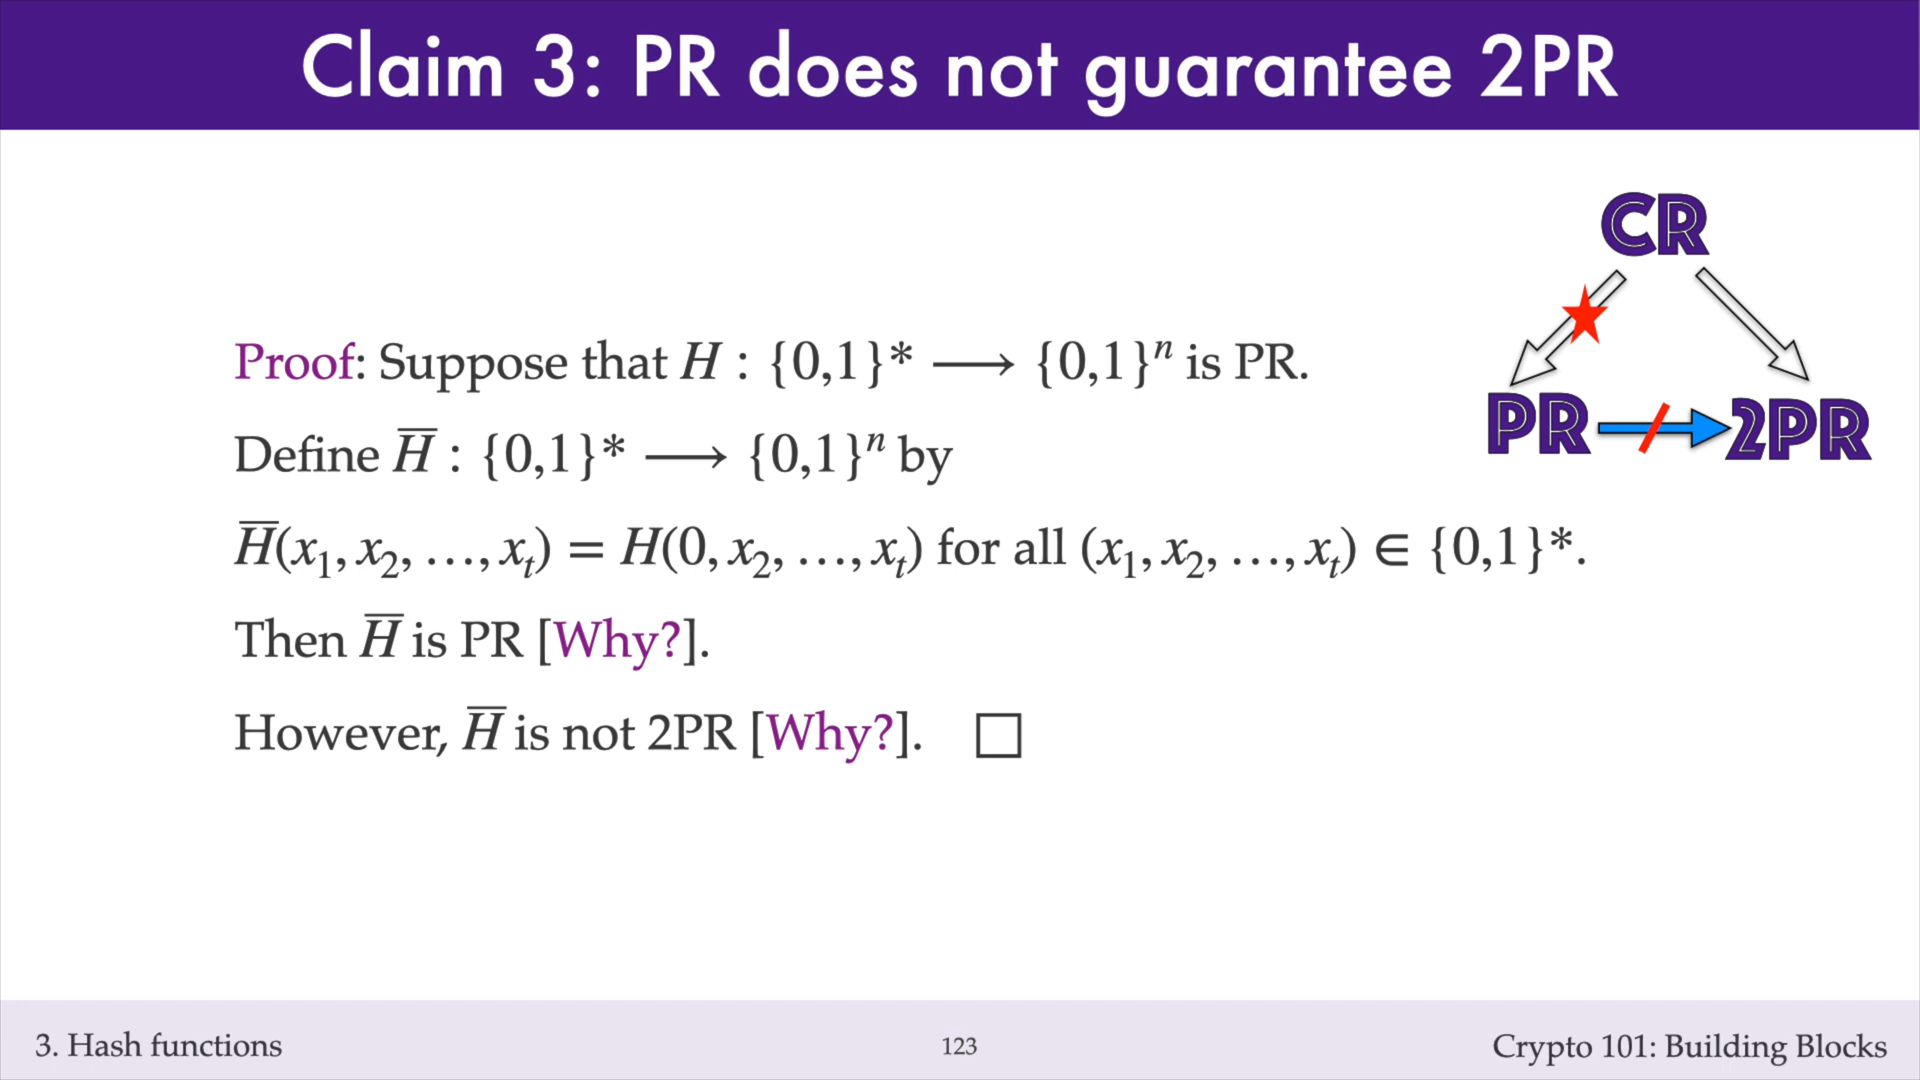 Claim 3: PR does not guarantee 2PR
CR
PR 2PR
Proof: Suppose that H : {0,1}* ⟶ {0,1}ⁿ is PR.
Define H̅ : {0,1}* ⟶ {0,1}ⁿ by
H̅(x₁, x₂, …, xₜ) = H(0, x₂, …, xₜ) for all (x₁, x₂, …, xₜ) ∈ {0,1}*.
Then H̅ is PR [Why?].
However, H̅ is not 2PR [Why?]. □
3. Hash functions
123
Crypto 101: Building Blocks